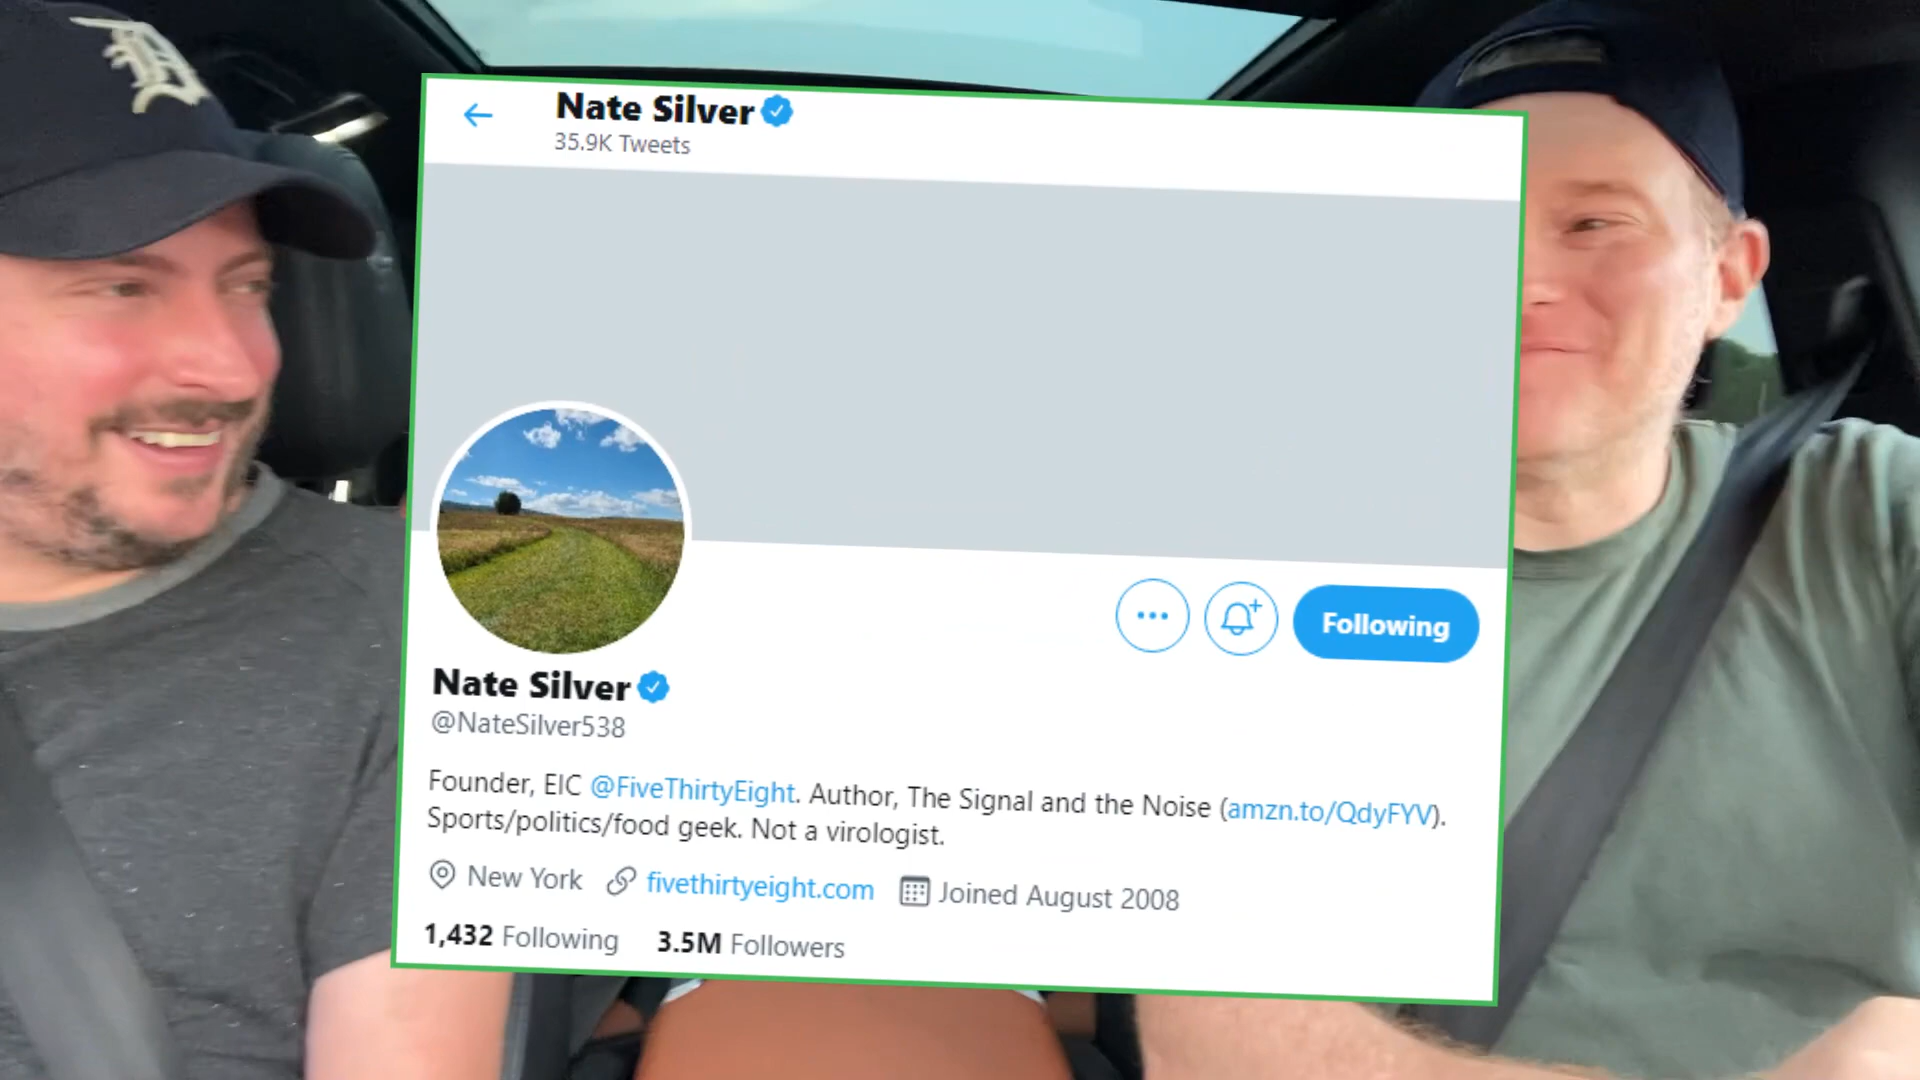 D
Nate Silver
35.9K Tweets
Following
Nate Silver
@NateSilver538
Founder, EIC @FiveThirtyEight. Author, The Signal and the Noise (amzn.to/QdyFYV).
Sports/politics/food geek. Not a virologist.
New York fivethirtyeight.com Joined August 2008
1,432 Following 3.5M Followers